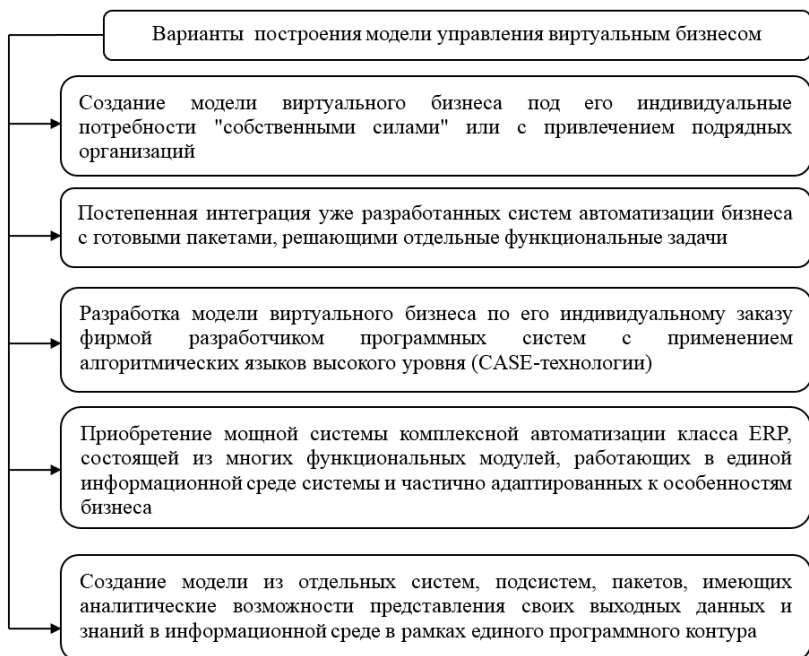 Варианты построения модели управления виртуальным бизнесом
Создание модели виртуального бизнеса под его индивидуальные
потребности "собственными силами" или с привлечением подрядных
организаций
Постепенная интеграция уже разработанных систем автоматизации бизнеса
с готовыми пакетами, решающими отдельные функциональные задачи
Разработка модели виртуального бизнеса по его индивидуальному заказу
фирмой разработчиком программных систем с применением
алгоритмических языков высокого уровня (CASE-технологии)
Приобретение мощной системы комплексной автоматизации класса ERP,
состоящей из многих функциональных модулей, работающих в единой
информационной среде системы и частично адаптированных к особенностям
бизнеса
Создание модели из отдельных систем, подсистем, пакетов, имеющих
аналитические возможности представления своих выходных данных и
знаний в информационной среде в рамках единого программного контура